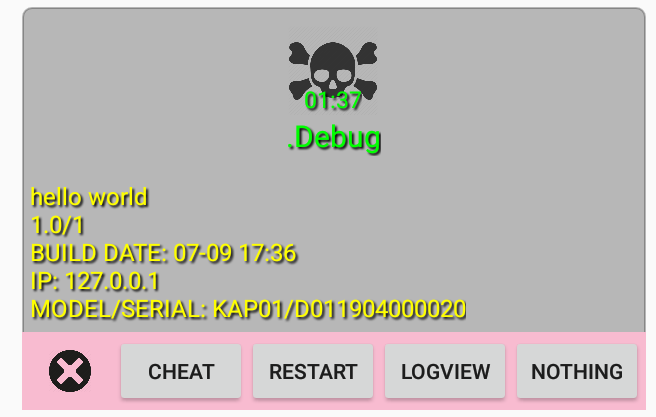 01:37
.Debug
hello world
1.0/1
BUILD DATE: 07-09 17:36
IP: 127.0.0.1
MODEL/SERIAL: KAP01/D011904000020
CHEAT RESTART LOGVIEW NOTHING